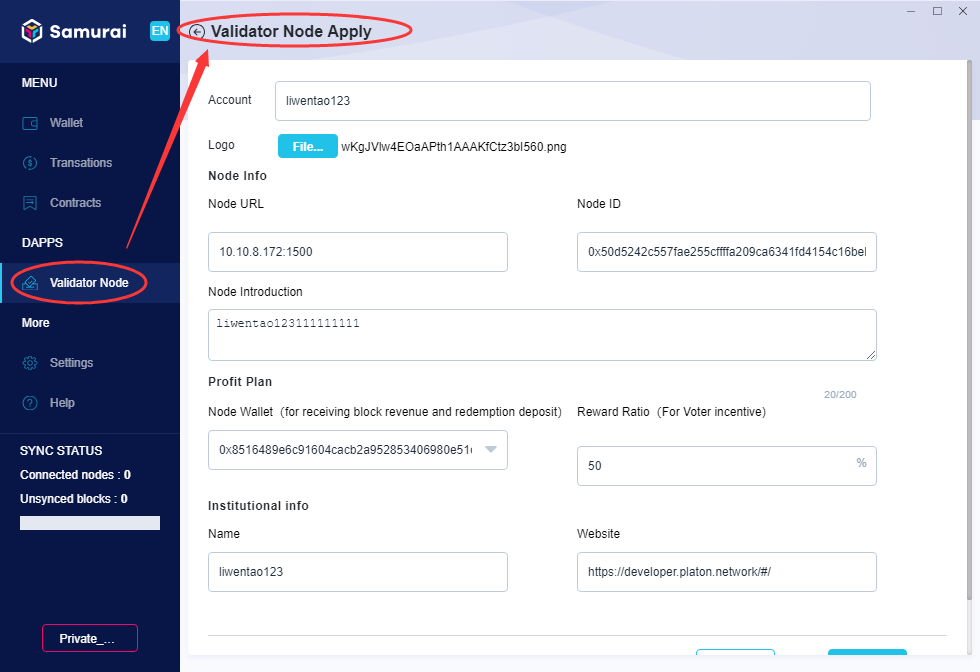 Samurai
EN
Validator Node Apply
MENU
Wallet
Transations
Contracts
DAPPS
Validator Node
More
Settings
Help
SYNC STATUS
Connected nodes : 0
Unsynced blocks : 0
Private_...
Account
liwentao123
Logo
File...
wKgJVlw4EOaAPth1AAAKfCtz3bI560.png
Node Info
Node URL
Node ID
10.10.8.172:1500
0x50d5242c557fae255cffffa209ca6341fd4154c16bel
Node Introduction
liwentao123111111111
20/200
Profit Plan
Node Wallet (for receiving block revenue and redemption deposit)
Reward Ratio (For Voter incentive)
0x8516489e6c91604cacb2a952853406980e51
50
%
Institutional info
Name
Website
liwentao123
https://developer.platon.network/#/